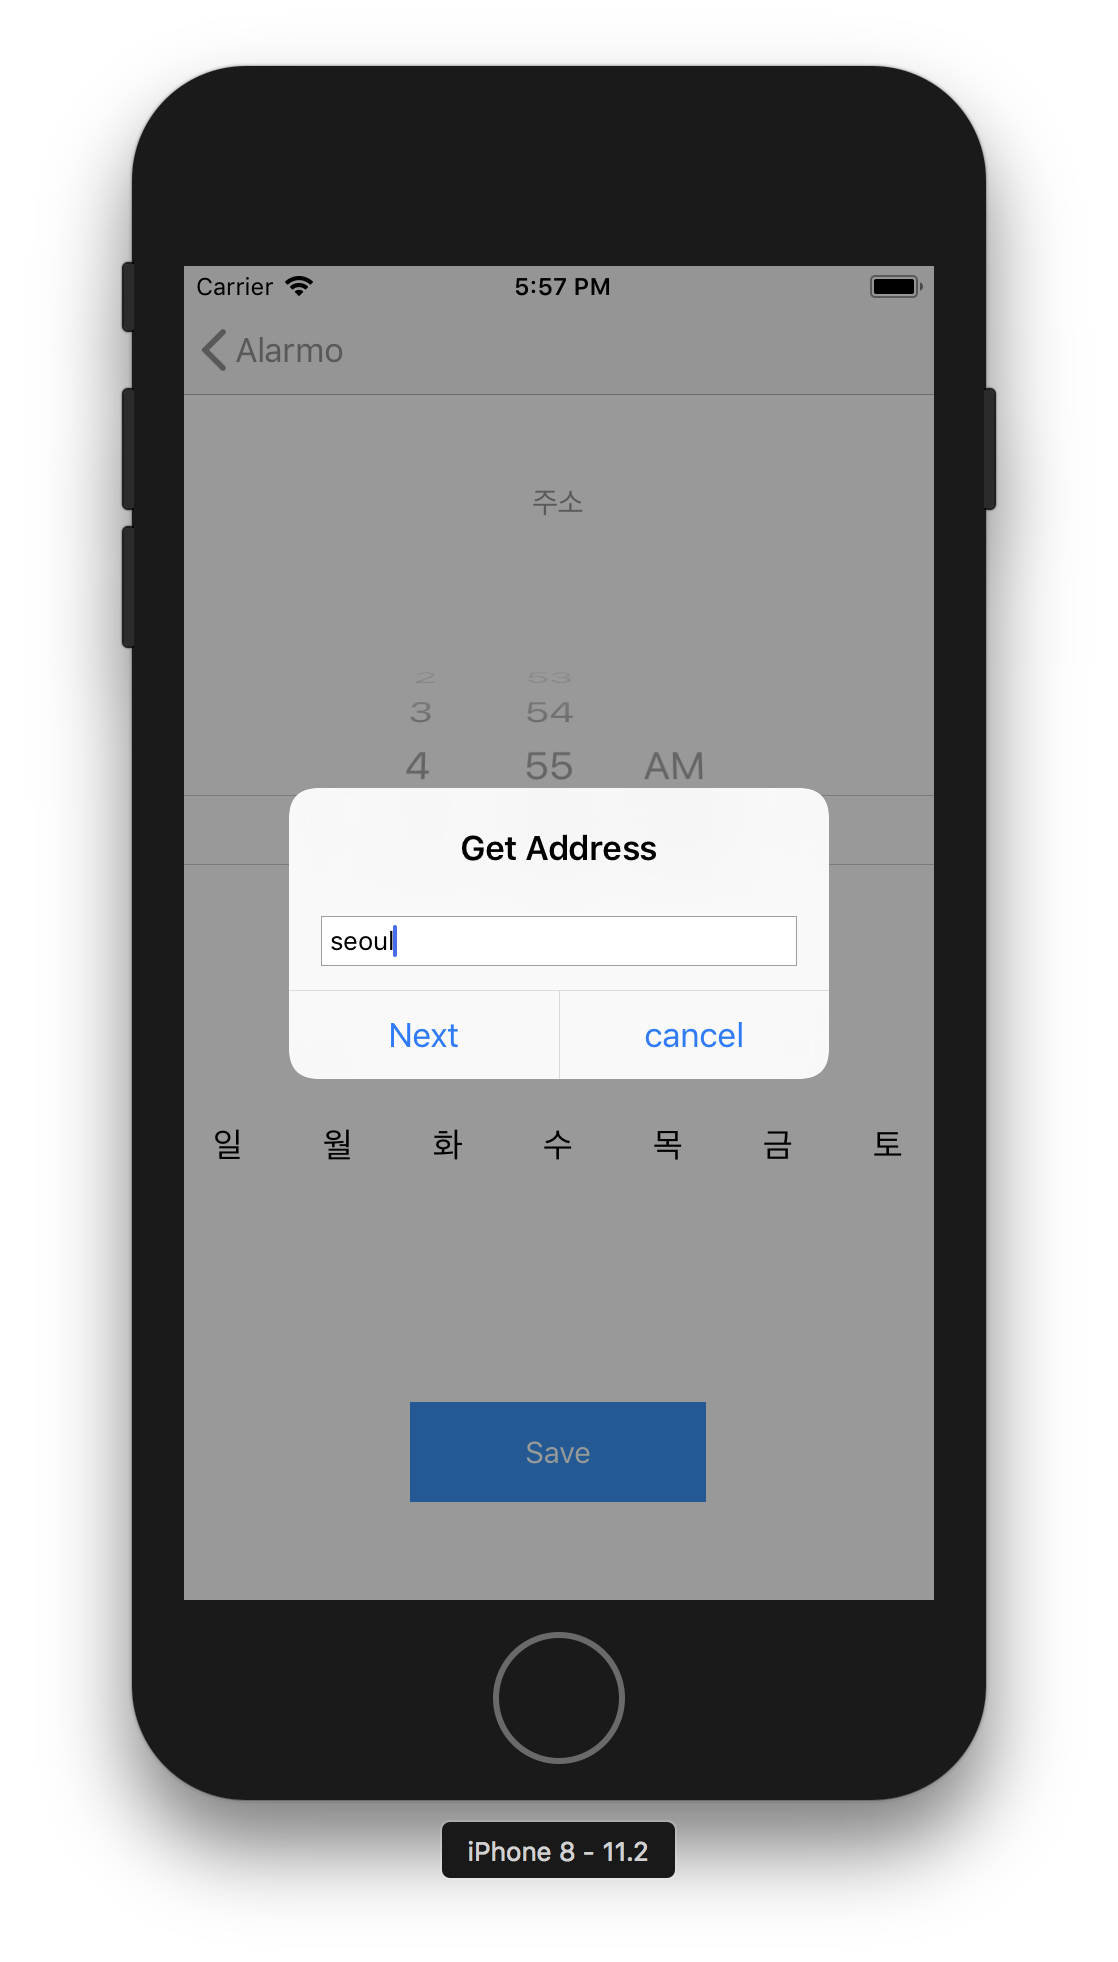 Carrier 5:57 PM
Alarmo
주소
2 53
3 54
4 55 AM
Get Address
seoul
Next cancel
일 월 화 수 목 금 토
Save
iPhone 8 - 11.2